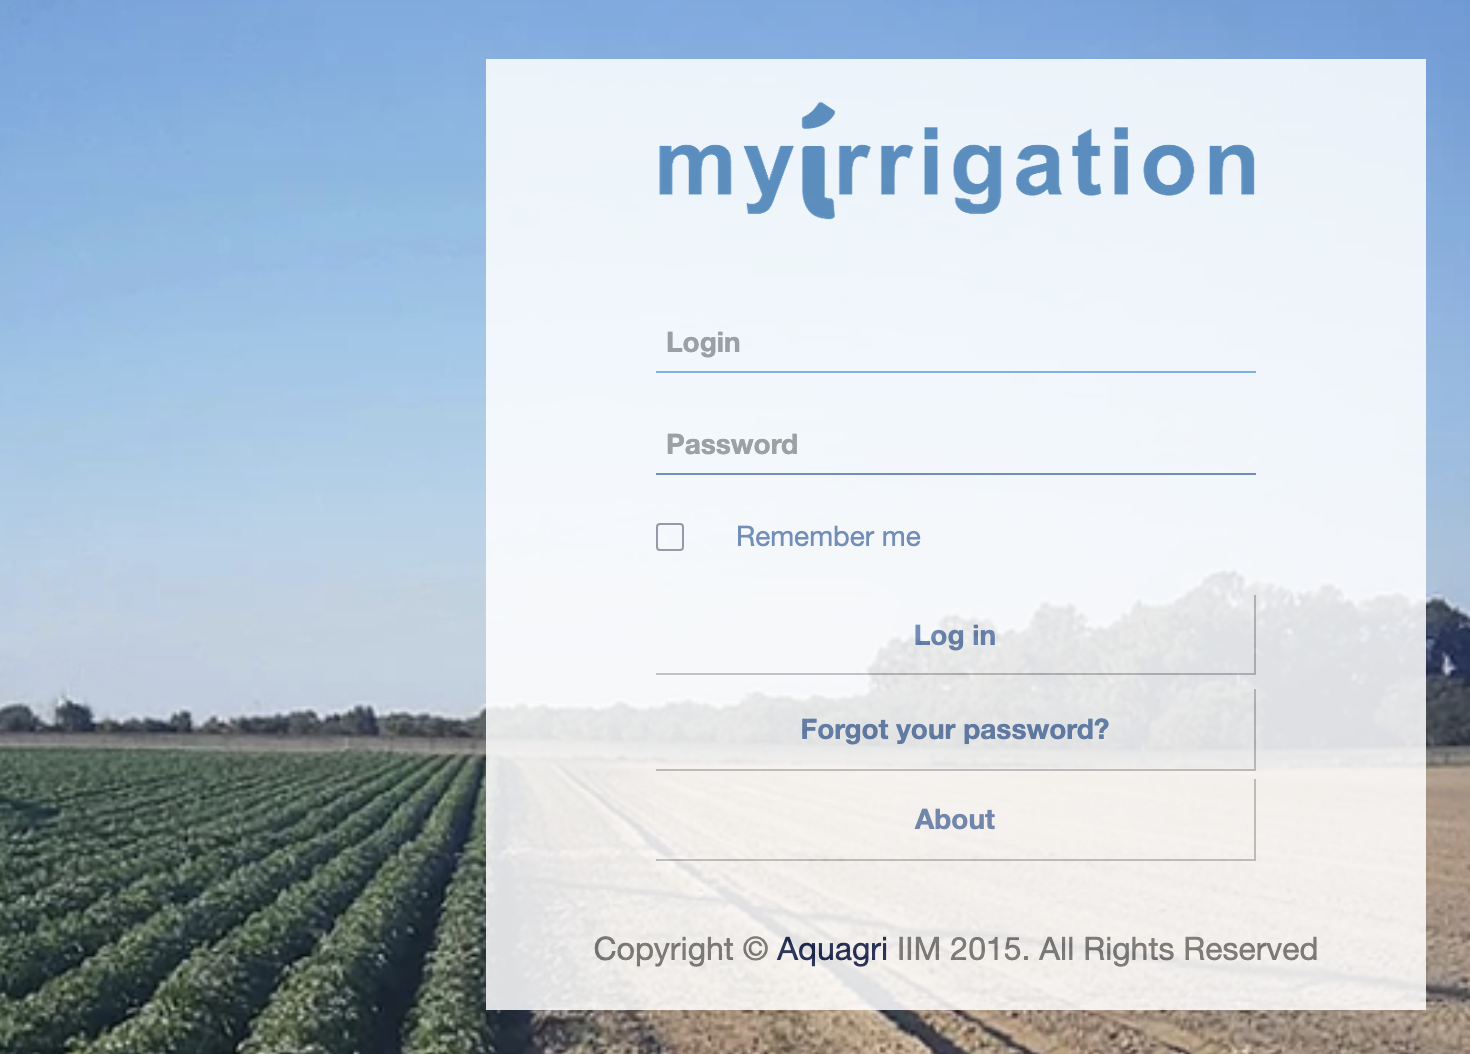 myirrigation
Login
Password
Remember me
Log in
Forgot your password?
About
Copyright © Aquagri IIM 2015. All Rights Reserved